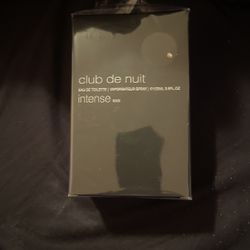 club de nuit
EAU DE TOILETTE | VAPORISATEUR SPRAY | 105ML 3.6FL.OZ
intense MAN